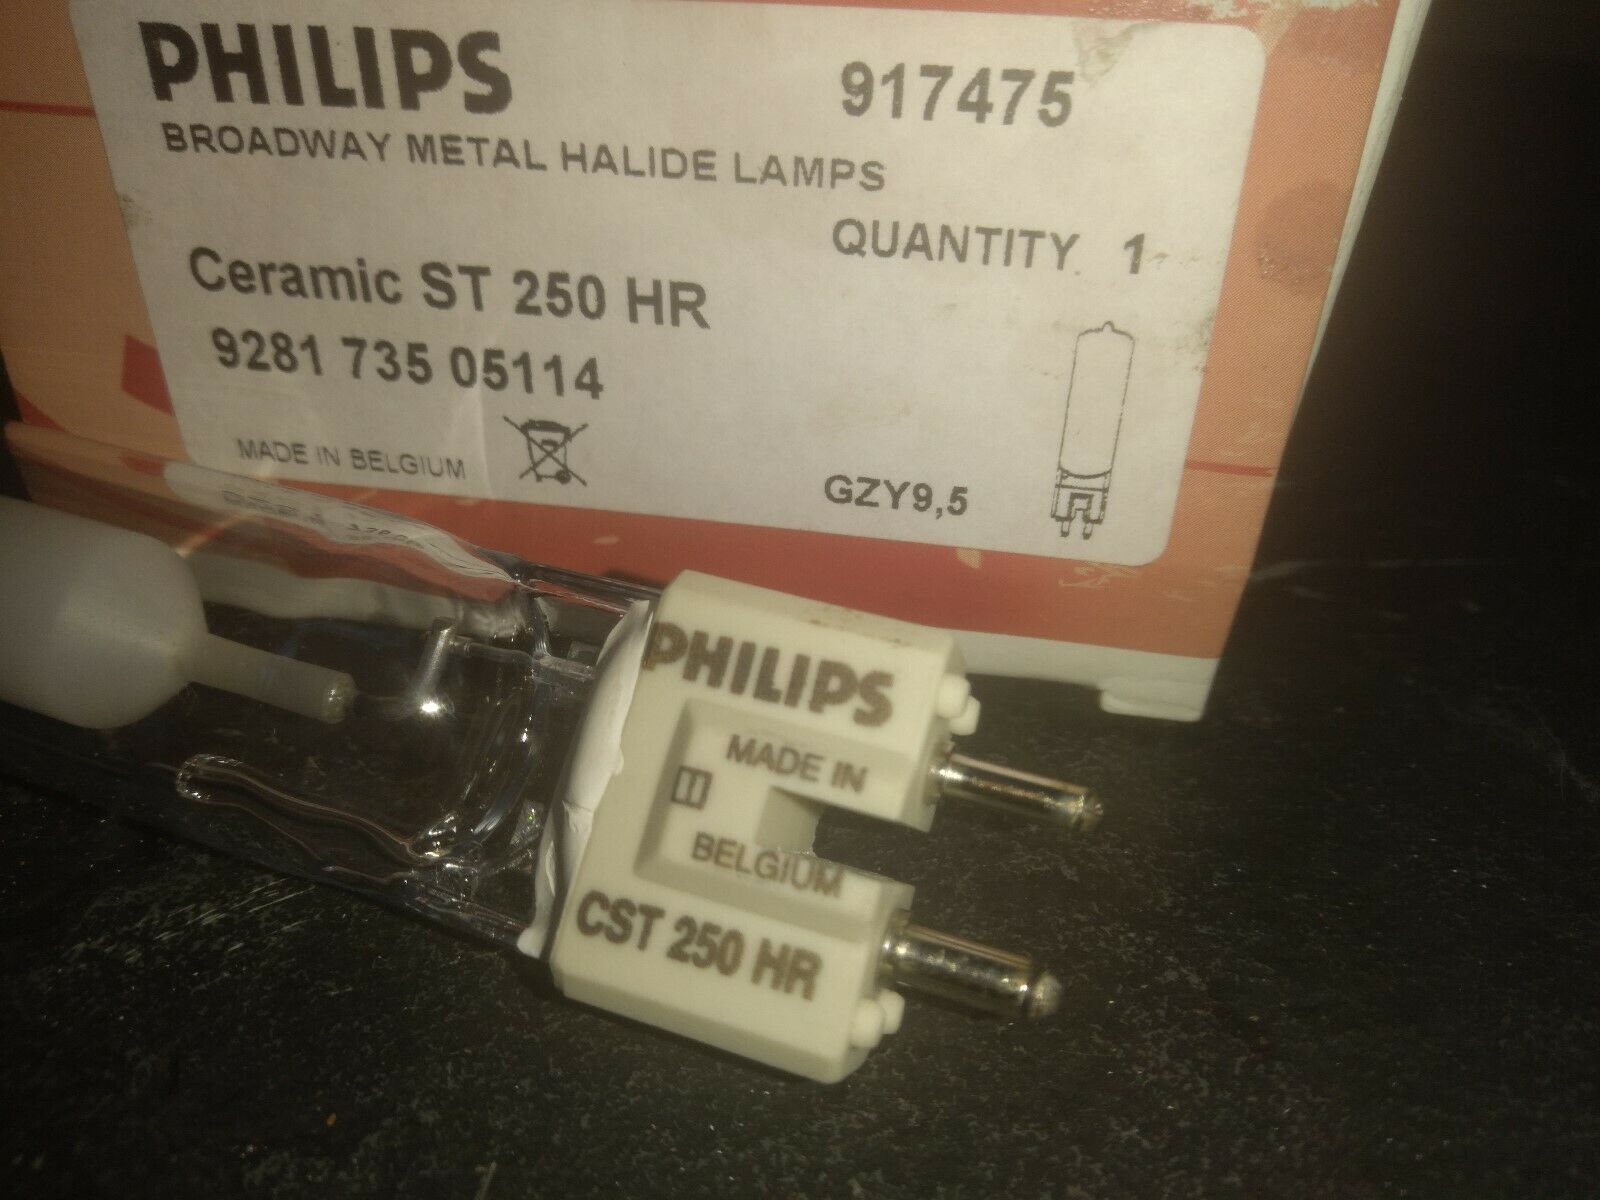 PHILIPS
917475
BROADWAY METAL HALIDE LAMPS
QUANTITY 1
Ceramic ST 250 HR
9281 735 05114
MADE IN BELGIUM
GZY9,5
PHILIPS
MADE IN
BELGIUM
CST 250 HR